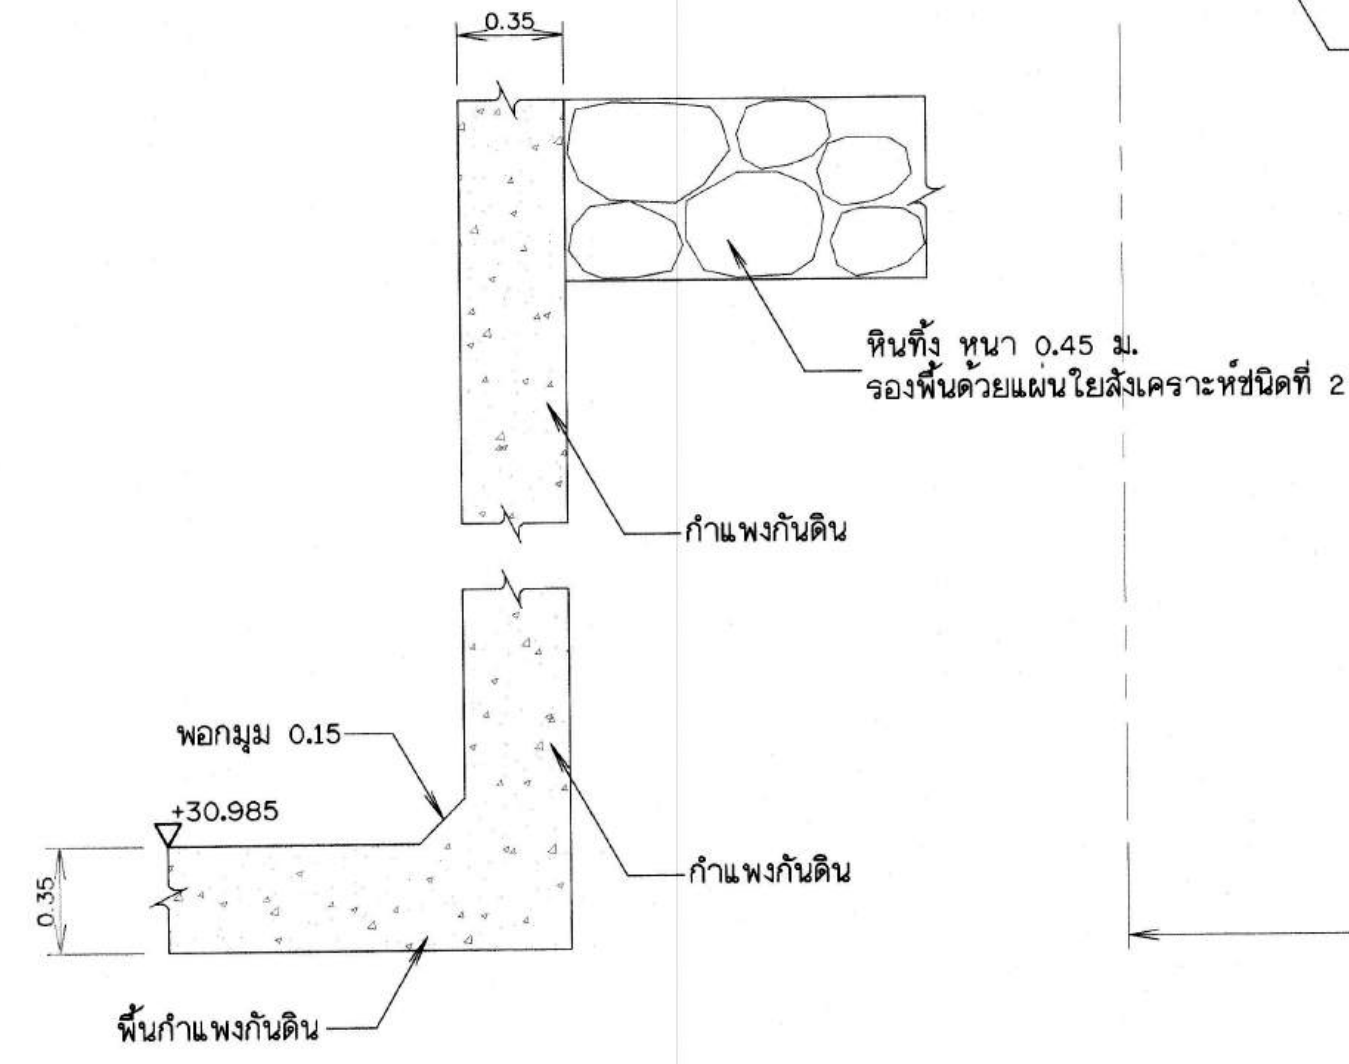 0.35
หินทิ้ง หนา 0.45 ม.
รองพื้นด้วยแผ่นใยสังเคราะห์ชนิดที่ 2
กำแพงกันดิน
พอกมุม 0.15
+30.985
0.35
กำแพงกันดิน
พื้นกำแพงกันดิน